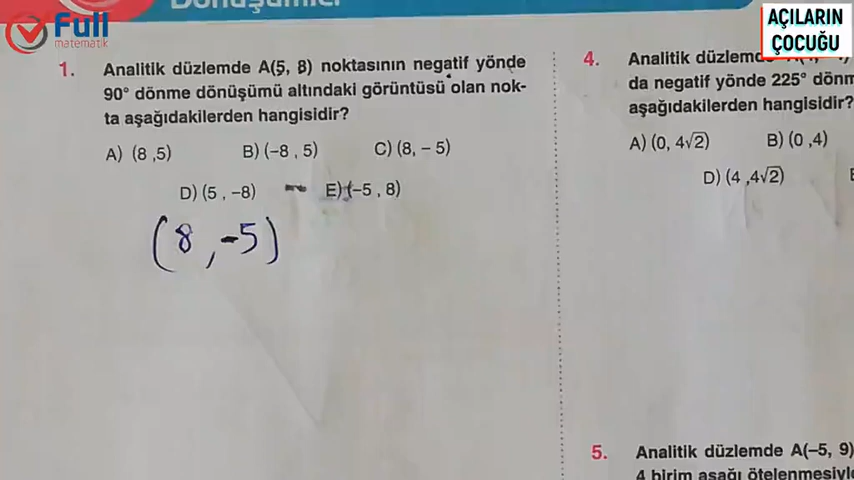 Dönüşümler
Full
matematik
AÇILARIN
ÇOCUĞU
1. Analitik düzlemde A(5, 8) noktasının negatif yönde
90° dönme dönüşümü altındaki görüntüsü olan nok-
ta aşağıdakilerden hangisidir?
A) (8 ,5) B) (–8 , 5) C) (8, – 5)
D) (5 , –8) E) (–5 , 8)
(8 , -5)
4. Analitik düzlemd
da negatif yönde 225° dönm
aşağıdakilerden hangisidir?
A) (0, 4√2) B) (0 ,4)
D) (4 ,4√2)
5. Analitik düzlemde A(–5, 9)
4 birim aşağı ötelenmesiyle